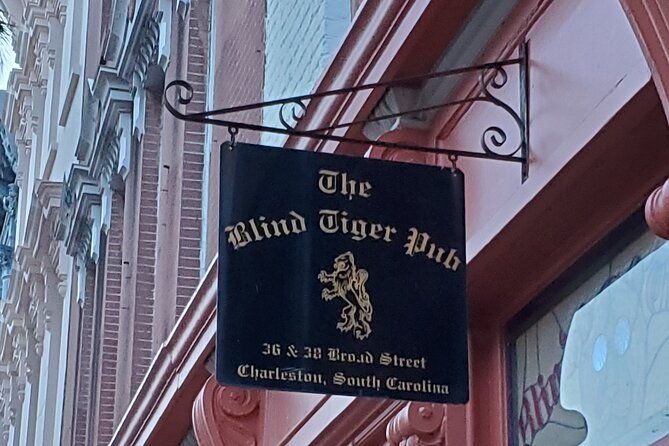 The
Blind Tiger Pub
36 & 38 Broad Street
Charleston, South Carolina